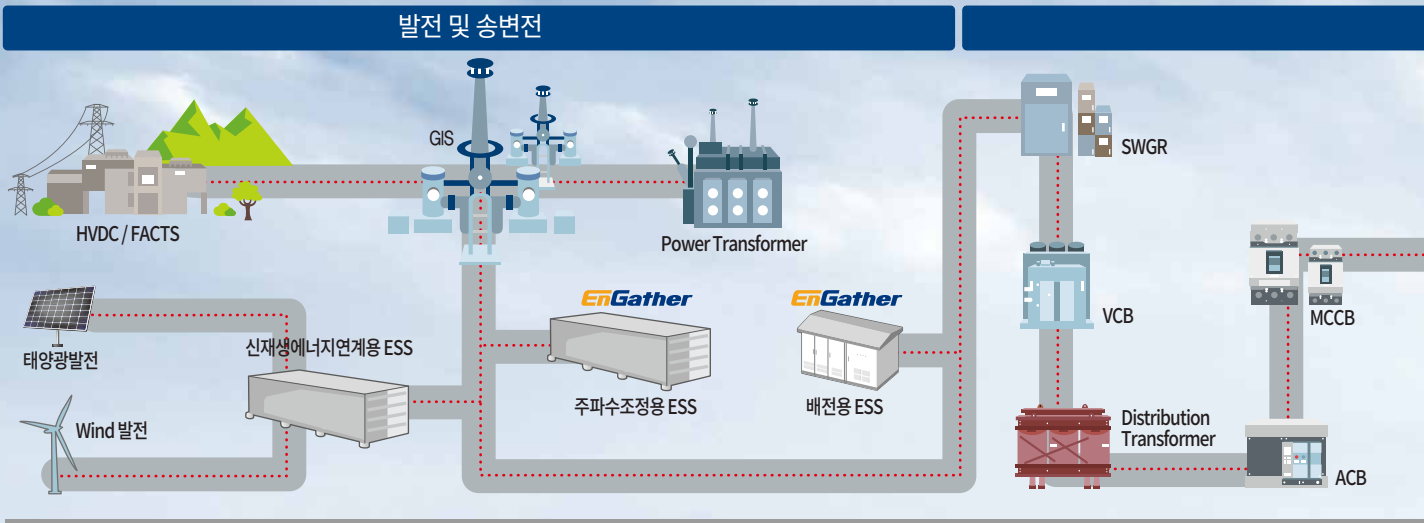 발전 및 송변전
GIS
SWGR
HVDC / FACTS
Power Transformer
EnGather
EnGather
VCB
MCCB
태양광발전
신재생에너지연계용 ESS
주파수조정용 ESS
배전용 ESS
Wind 발전
Distribution
Transformer
ACB